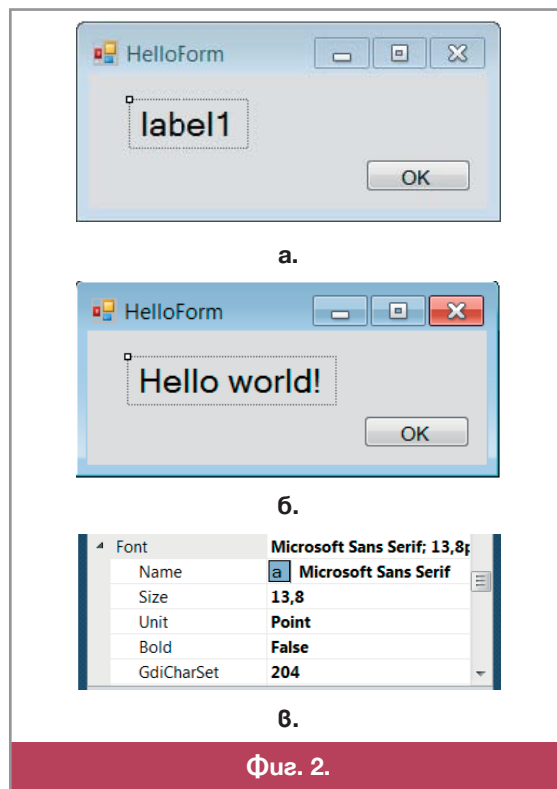 HelloForm
label1
OK
а.
HelloForm
Hello world!
OK
б.
Font Microsoft Sans Serif; 13,8p
Name a Microsoft Sans Serif
Size 13,8
Unit Point
Bold False
GdiCharSet 204
в.
Фиг. 2.